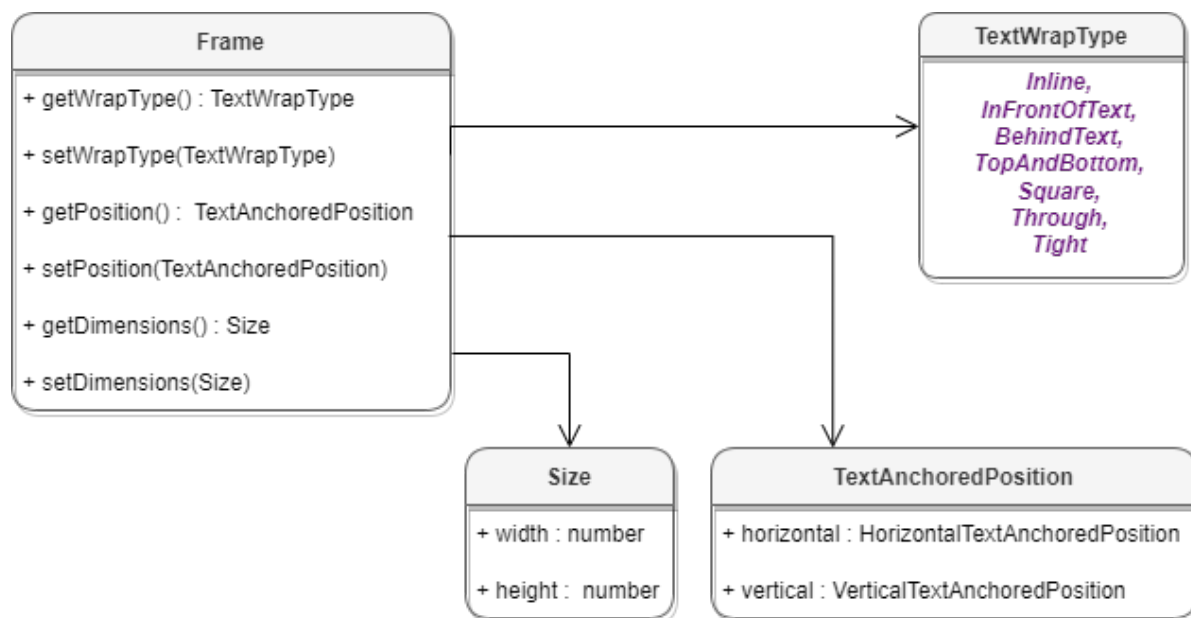 Frame
+ getWrapType() : TextWrapType
+ setWrapType(TextWrapType)
+ getPosition() : TextAnchoredPosition
+ setPosition(TextAnchoredPosition)
+ getDimensions() : Size
+ setDimensions(Size)
TextWrapType
Inline,
InFrontOfText,
BehindText,
TopAndBottom,
Square,
Through,
Tight
Size
+ width : number
+ height : number
TextAnchoredPosition
+ horizontal : HorizontalTextAnchoredPosition
+ vertical : VerticalTextAnchoredPosition